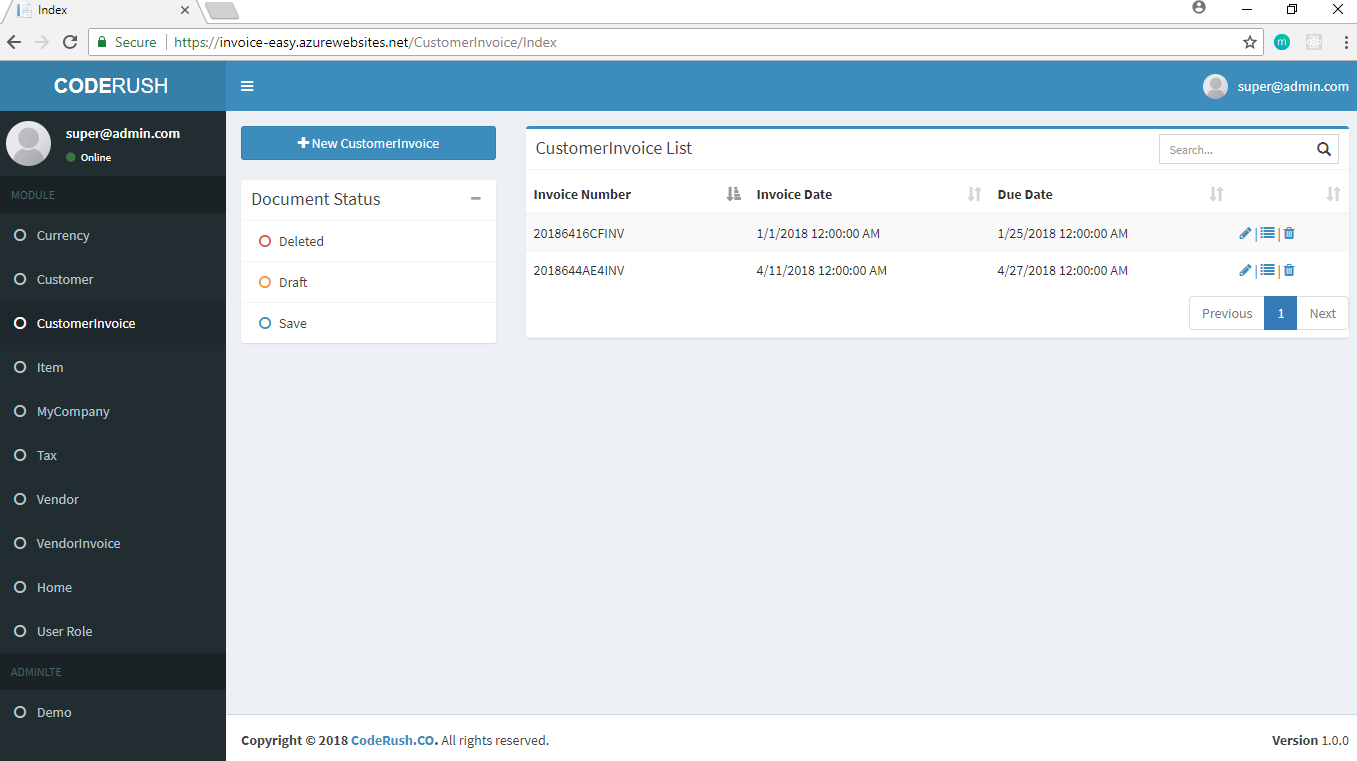 Index
Secure
https://invoice-easy.azurewebsites.net/CustomerInvoice/Index
m
CODERUSH
super@admin.com
super@admin.com
Online
MODULE
Currency
Customer
CustomerInvoice
Item
MyCompany
Tax
Vendor
VendorInvoice
Home
User Role
ADMINLTE
Demo
New CustomerInvoice
Document Status
Deleted
Draft
Save
CustomerInvoice List
Search...
Invoice Number Invoice Date Due Date
20186416CFINV 1/1/2018 12:00:00 AM 1/25/2018 12:00:00 AM | |
2018644AE4INV 4/11/2018 12:00:00 AM 4/27/2018 12:00:00 AM | |
Previous 1 Next
Copyright © 2018 CodeRush.CO. All rights reserved.
Version 1.0.0